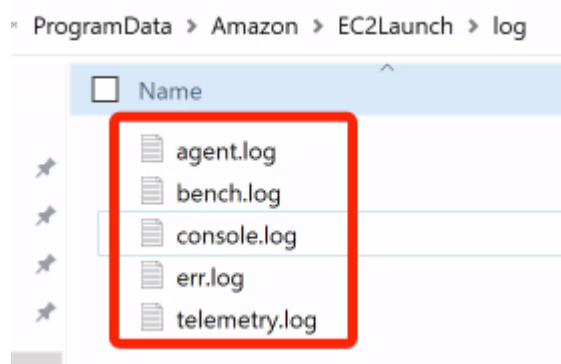 ProgramData > Amazon > EC2Launch > log
Name
agent.log
bench.log
console.log
err.log
telemetry.log